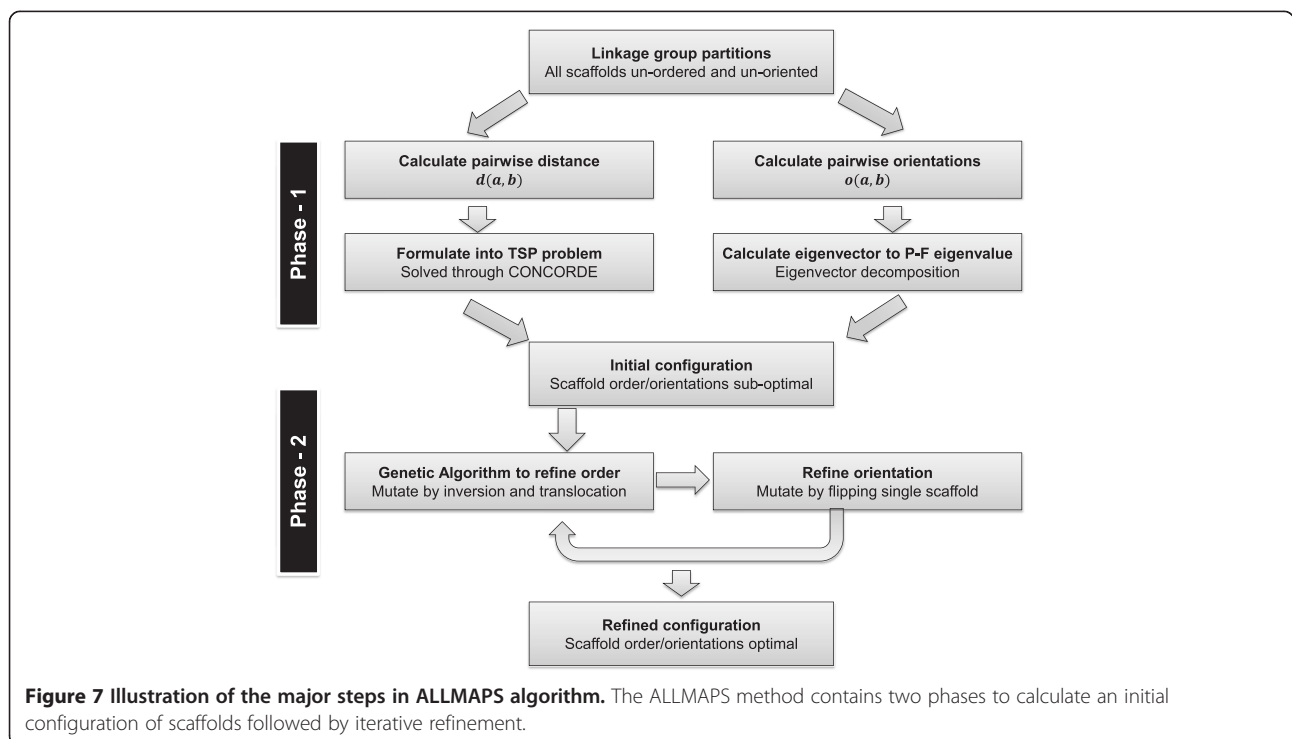 Linkage group partitions
All scaffolds un-ordered and un-oriented
Phase - 1
Calculate pairwise distance
d(a,b)
Calculate pairwise orientations
o(a,b)
Formulate into TSP problem
Solved through CONCORDE
Calculate eigenvector to P-F eigenvalue
Eigenvector decomposition
Initial configuration
Scaffold order/orientations sub-optimal
Phase - 2
Genetic Algorithm to refine order
Mutate by inversion and translocation
Refine orientation
Mutate by flipping single scaffold
Refined configuration
Scaffold order/orientations optimal
Figure 7 Illustration of the major steps in ALLMAPS algorithm. The ALLMAPS method contains two phases to calculate an initial
configuration of scaffolds followed by iterative refinement.